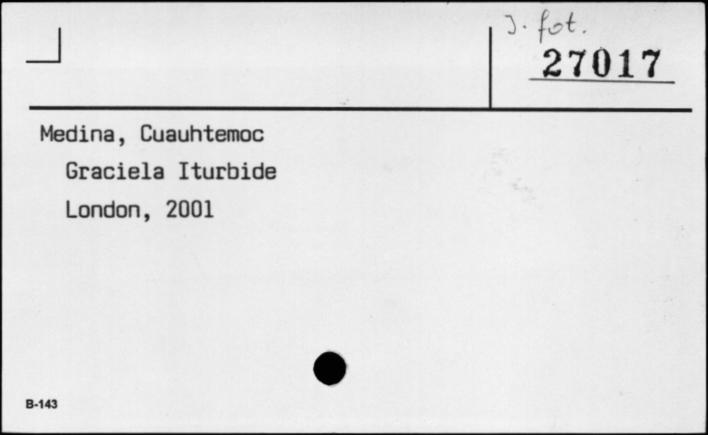 J. fot.
27017
Medina, Cuauhtemoc
Graciela Iturbide
London, 2001
B-143